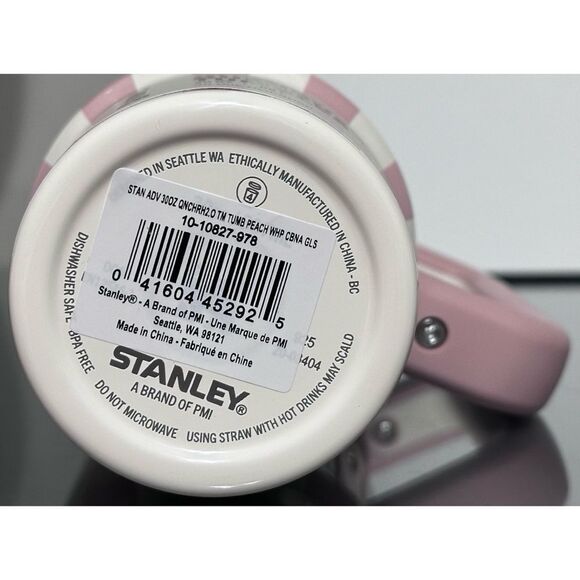 ED IN SEATTLE WA ETHICALLY MANUFACTURED IN CHINA - BC
4
STAN ADV 30OZ QNCHRH2.O TM TUMB PEACH WHP CBNA GLS
10-10627-978
0 41604 45292 5
Stanley® - A Brand of PMI - Une Marque de PMI
Seattle, WA 98121
Made in China - Fabriqué en Chine
STANLEY®
A BRAND OF PMI
DISHWASHER SAFE BPA FREE
DO NOT MICROWAVE USING STRAW WITH HOT DRINKS MAY SCALD